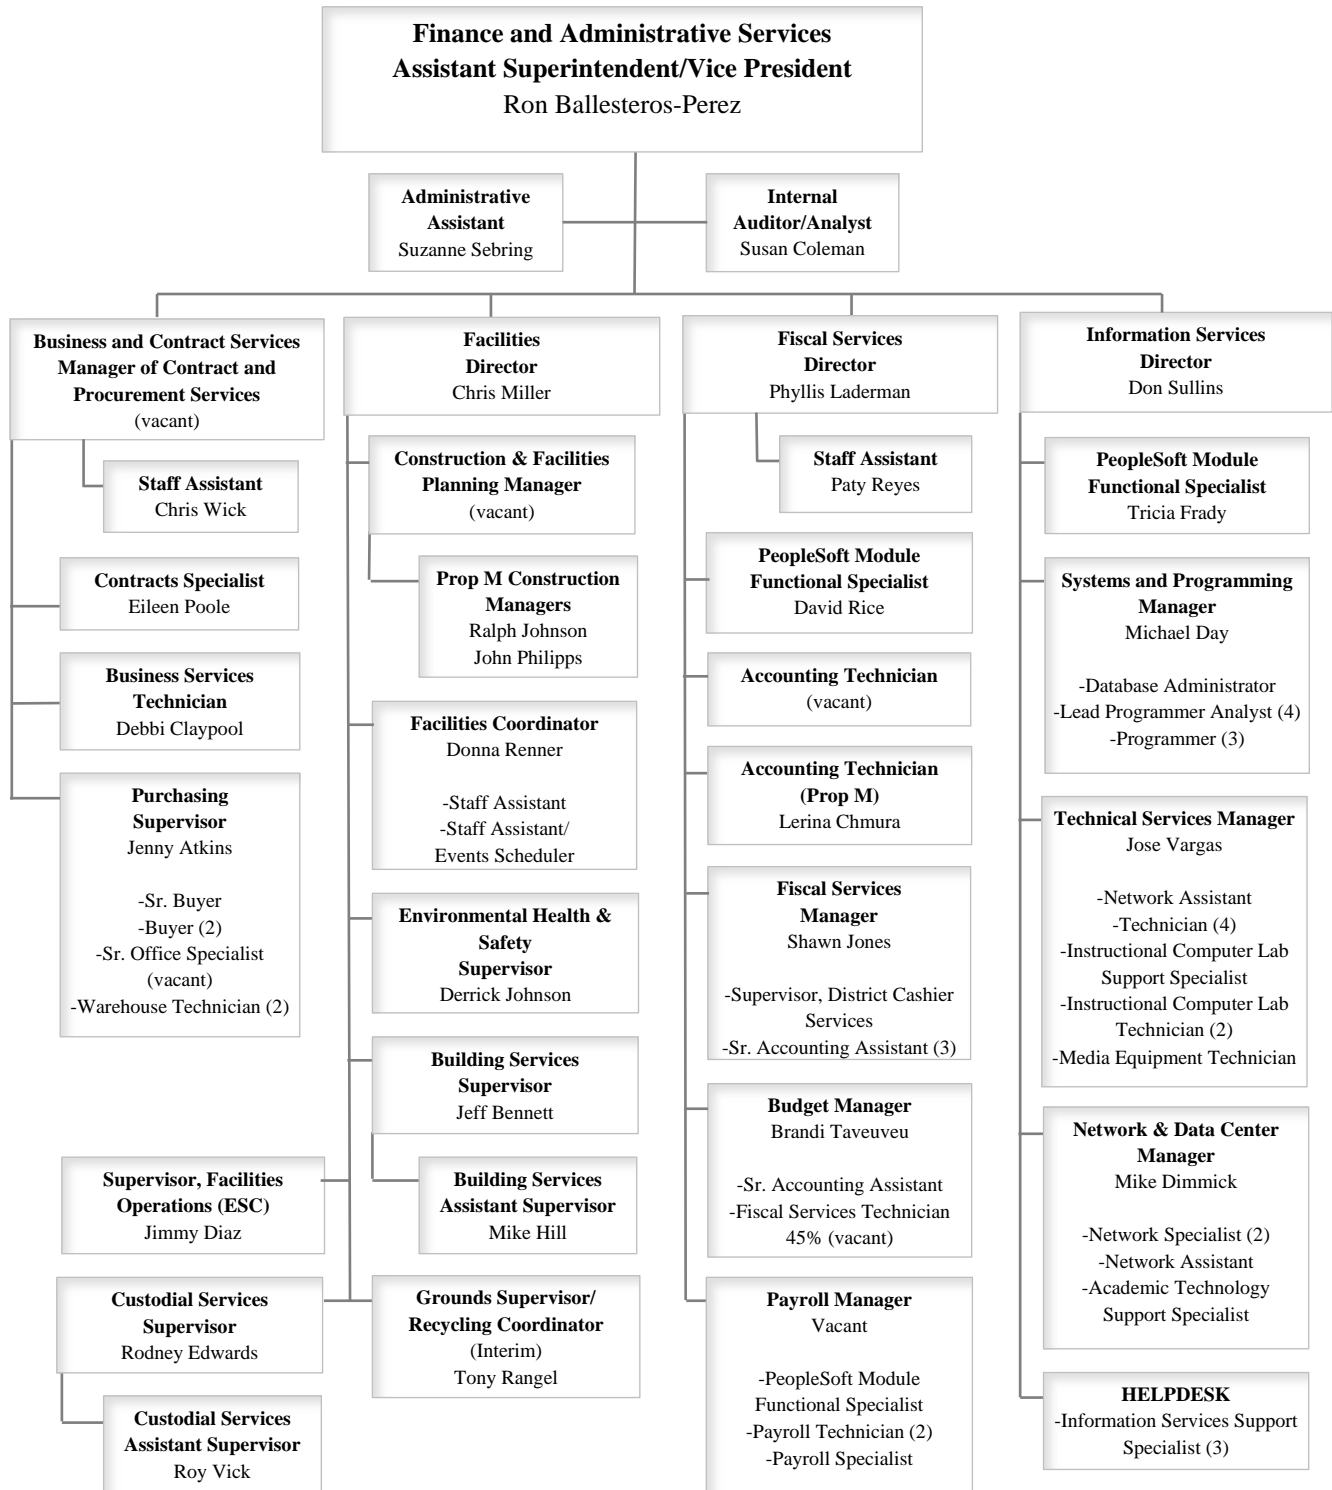 Finance and Administrative Services
Assistant Superintendent/Vice President
Ron Ballesteros-Perez
Administrative
Assistant
Suzanne Sebring
Internal
Auditor/Analyst
Susan Coleman
Business and Contract Services
Manager of Contract and
Procurement Services
(vacant)
Staff Assistant
Chris Wick
Contracts Specialist
Eileen Poole
Business Services
Technician
Debbi Claypool
Purchasing
Supervisor
Jenny Atkins
-Sr. Buyer
-Buyer (2)
-Sr. Office Specialist
(vacant)
-Warehouse Technician (2)
Facilities
Director
Chris Miller
Construction & Facilities
Planning Manager
(vacant)
Prop M Construction
Managers
Ralph Johnson
John Philipps
Facilities Coordinator
Donna Renner
-Staff Assistant
-Staff Assistant/
Events Scheduler
Environmental Health &
Safety
Supervisor
Derrick Johnson
Building Services
Supervisor
Jeff Bennett
Building Services
Assistant Supervisor
Mike Hill
Supervisor, Facilities
Operations (ESC)
Jimmy Diaz
Custodial Services
Supervisor
Rodney Edwards
Custodial Services
Assistant Supervisor
Roy Vick
Grounds Supervisor/
Recycling Coordinator
(Interim)
Tony Rangel
Fiscal Services
Director
Phyllis Laderman
Staff Assistant
Paty Reyes
PeopleSoft Module
Functional Specialist
David Rice
Accounting Technician
(vacant)
Accounting Technician
(Prop M)
Lerina Chmura
Fiscal Services
Manager
Shawn Jones
-Supervisor, District Cashier
Services
-Sr. Accounting Assistant (3)
Budget Manager
Brandi Taveuveu
-Sr. Accounting Assistant
-Fiscal Services Technician
45% (vacant)
Payroll Manager
Vacant
-PeopleSoft Module
Functional Specialist
-Payroll Technician (2)
-Payroll Specialist
Information Services
Director
Don Sullins
PeopleSoft Module
Functional Specialist
Tricia Frady
Systems and Programming
Manager
Michael Day
-Database Administrator
-Lead Programmer Analyst (4)
-Programmer (3)
Technical Services Manager
Jose Vargas
-Network Assistant
-Technician (4)
-Instructional Computer Lab
Support Specialist
-Instructional Computer Lab
Technician (2)
-Media Equipment Technician
Network & Data Center
Manager
Mike Dimmick
-Network Specialist (2)
-Network Assistant
-Academic Technology
Support Specialist
HELPDESK
-Information Services Support
Specialist (3)